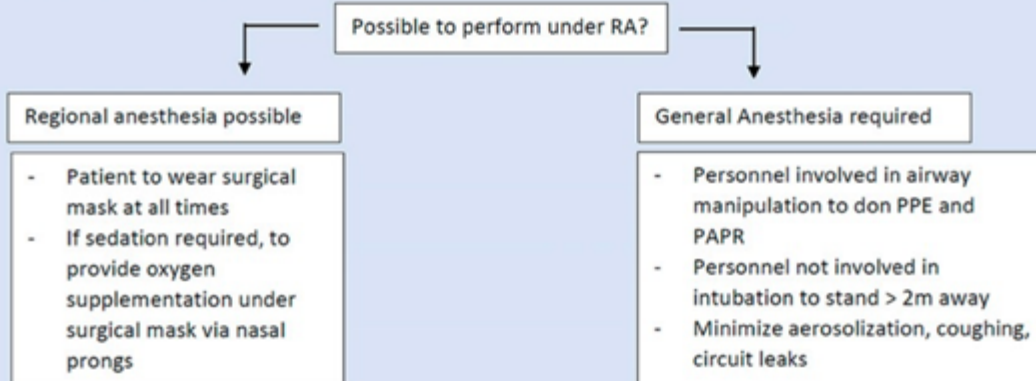 Possible to perform under RA?
Regional anesthesia possible
- Patient to wear surgical
mask at all times
- If sedation required, to
provide oxygen
supplementation under
surgical mask via nasal
prongs
General Anesthesia required
- Personnel involved in airway
manipulation to don PPE and
PAPR
- Personnel not involved in
intubation to stand > 2m away
- Minimize aerosolization, coughing,
circuit leaks